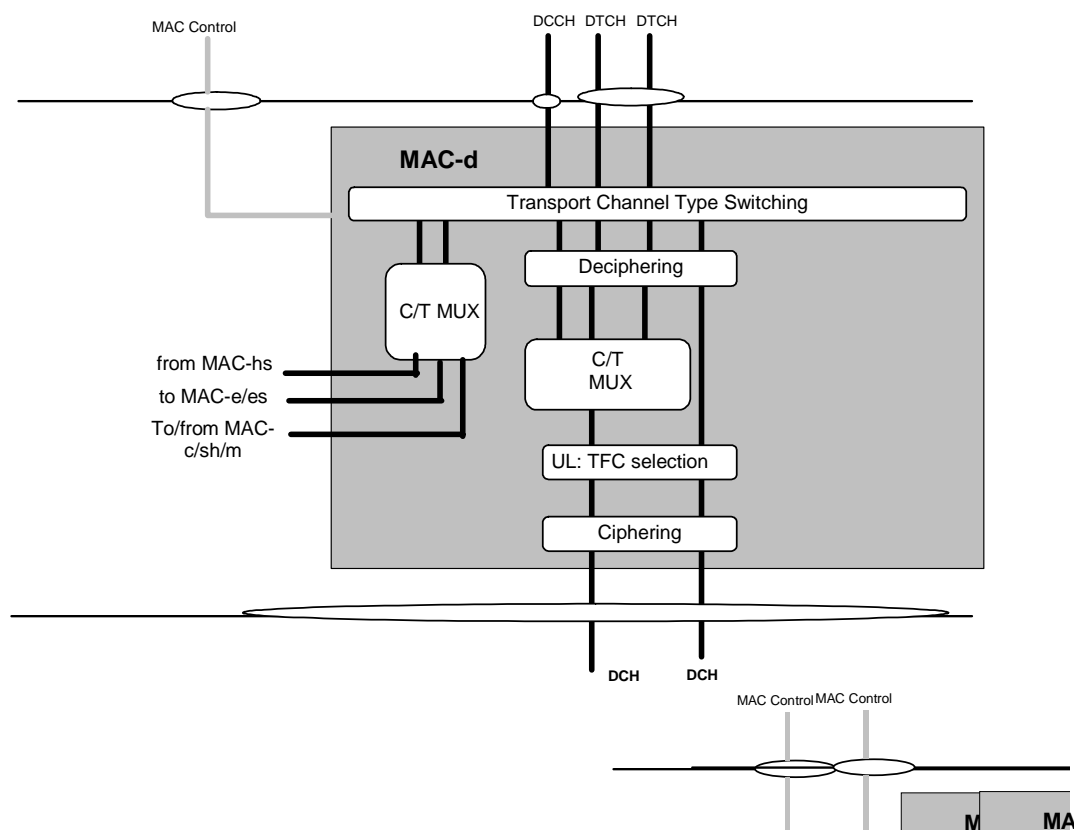 MAC Control
DCCH DTCH DTCH
MAC-d
Transport Channel Type Switching
Deciphering
C/T MUX
from MAC-hs
to MAC-e/es
To/from MAC-
c/sh/m
C/T
MUX
UL: TFC selection
Ciphering
DCH DCH
MAC Control MAC Control
M MA